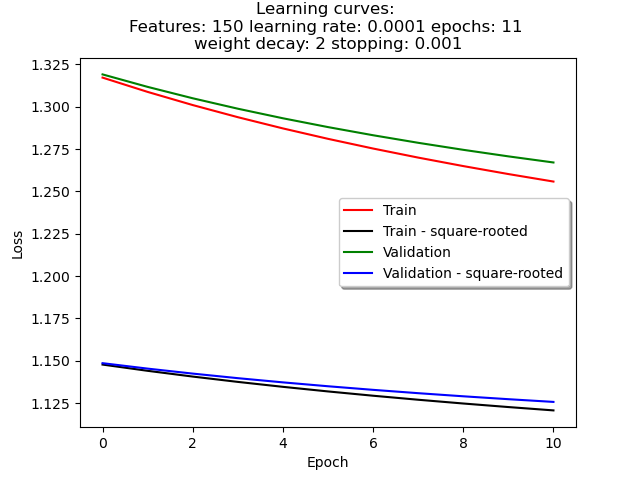 Learning curves:
Features: 150 learning rate: 0.0001 epochs: 11
weight decay: 2 stopping: 0.001
1.325
1.300
1.275
1.250
1.225
1.200
1.175
1.150
1.125
Loss
Train
Train - square-rooted
Validation
Validation - square-rooted
0 2 4 6 8 10
Epoch